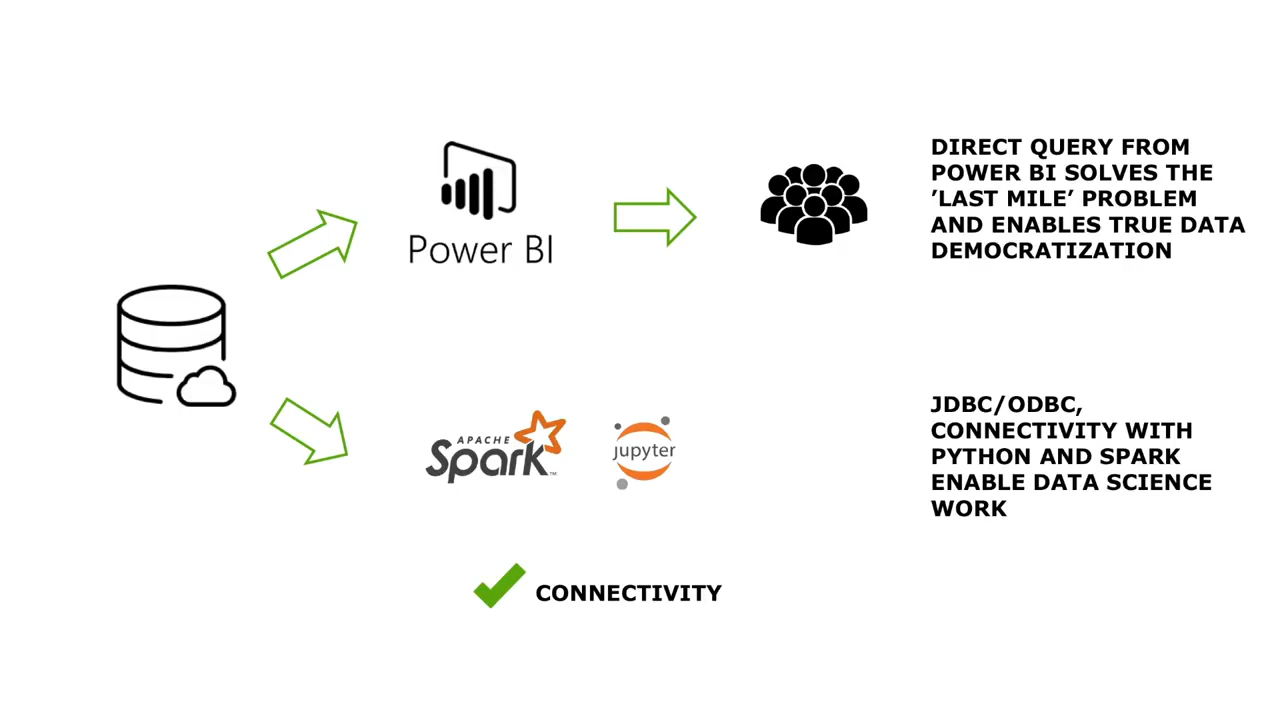 Power BI
DIRECT QUERY FROM
POWER BI SOLVES THE
’LAST MILE’ PROBLEM
AND ENABLES TRUE DATA
DEMOCRATIZATION
APACHE
Spark™
jupyter
JDBC/ODBC,
CONNECTIVITY WITH
PYTHON AND SPARK
ENABLE DATA SCIENCE
WORK
CONNECTIVITY